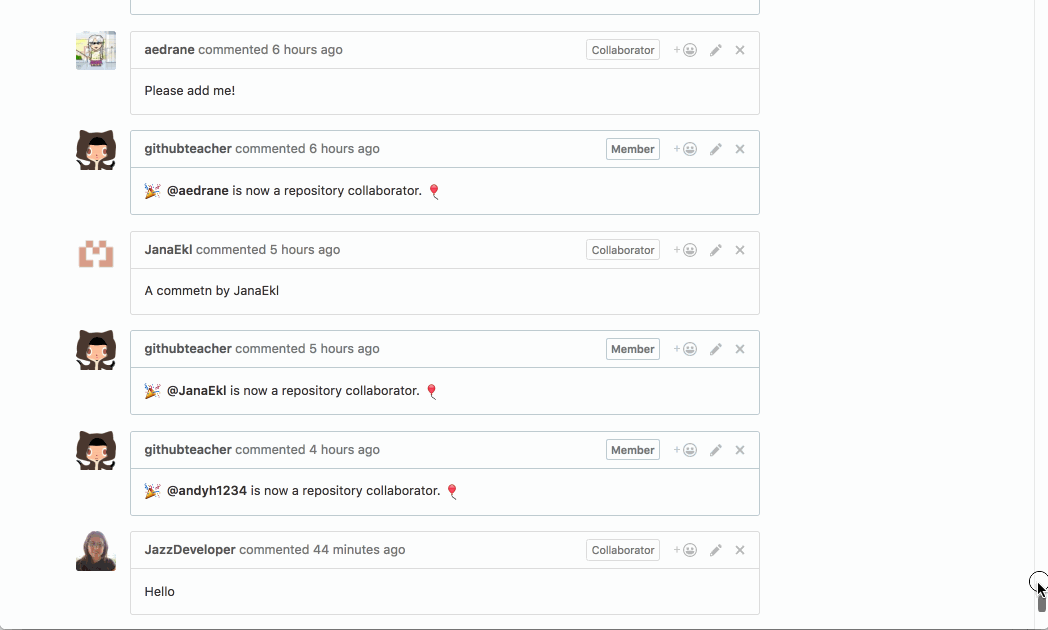 aedrane commented 6 hours ago Collaborator
Please add me!
githubteacher commented 6 hours ago Member
@aedrane is now a repository collaborator.
JanaEkl commented 5 hours ago Collaborator
A commetn by JanaEkl
githubteacher commented 5 hours ago Member
@JanaEkl is now a repository collaborator.
githubteacher commented 4 hours ago Member
@andyh1234 is now a repository collaborator.
JazzDeveloper commented 44 minutes ago Collaborator
Hello